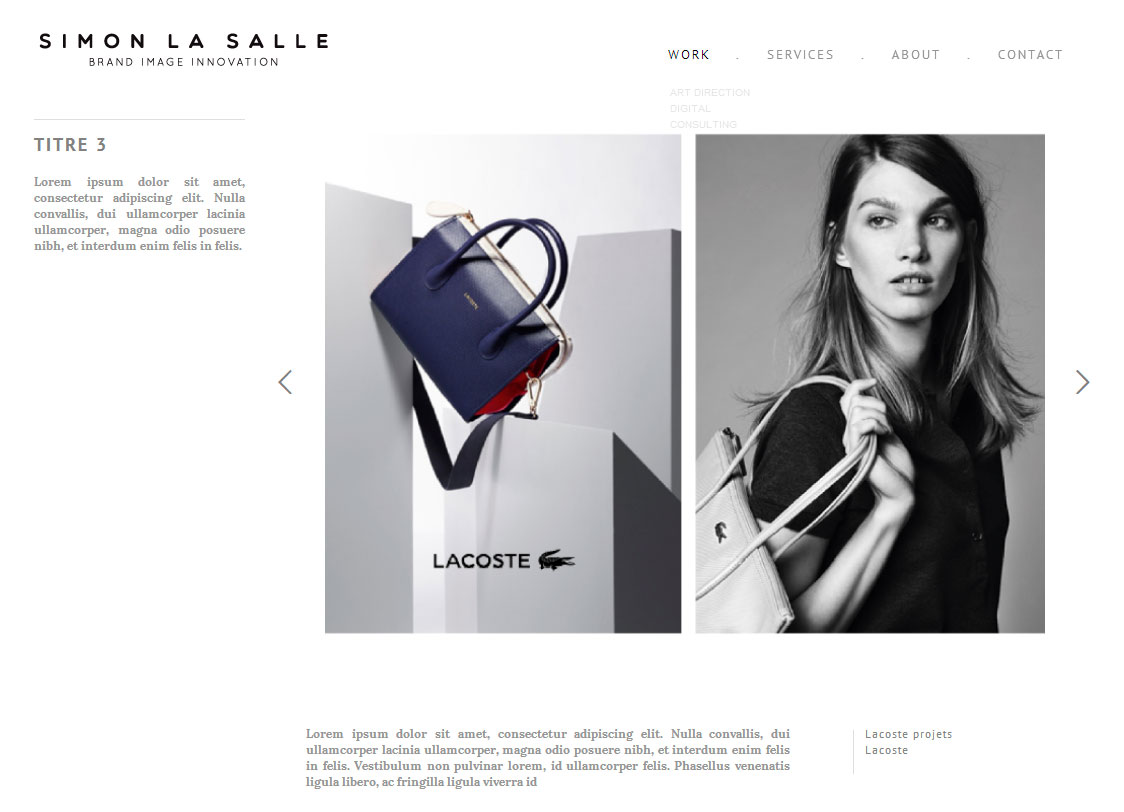 SIMON LA SALLE
BRAND IMAGE INNOVATION
WORK . SERVICES . ABOUT . CONTACT
ART DIRECTION
DIGITAL
CONSULTING
TITRE 3
Lorem ipsum dolor sit amet,
consectetur adipiscing elit. Nulla
convallis, dui ullamcorper lacinia
ullamcorper, magna odio posuere
nibh, et interdum enim felis in felis.
LACOSTE
Lorem ipsum dolor sit amet, consectetur adipiscing elit. Nulla convallis, dui
ullamcorper lacinia ullamcorper, magna odio posuere nibh, et interdum enim felis
in felis. Vestibulum non pulvinar lorem, id ullamcorper felis. Phasellus venenatis
ligula libero, ac fringilla ligula viverra id
Lacoste projets
Lacoste